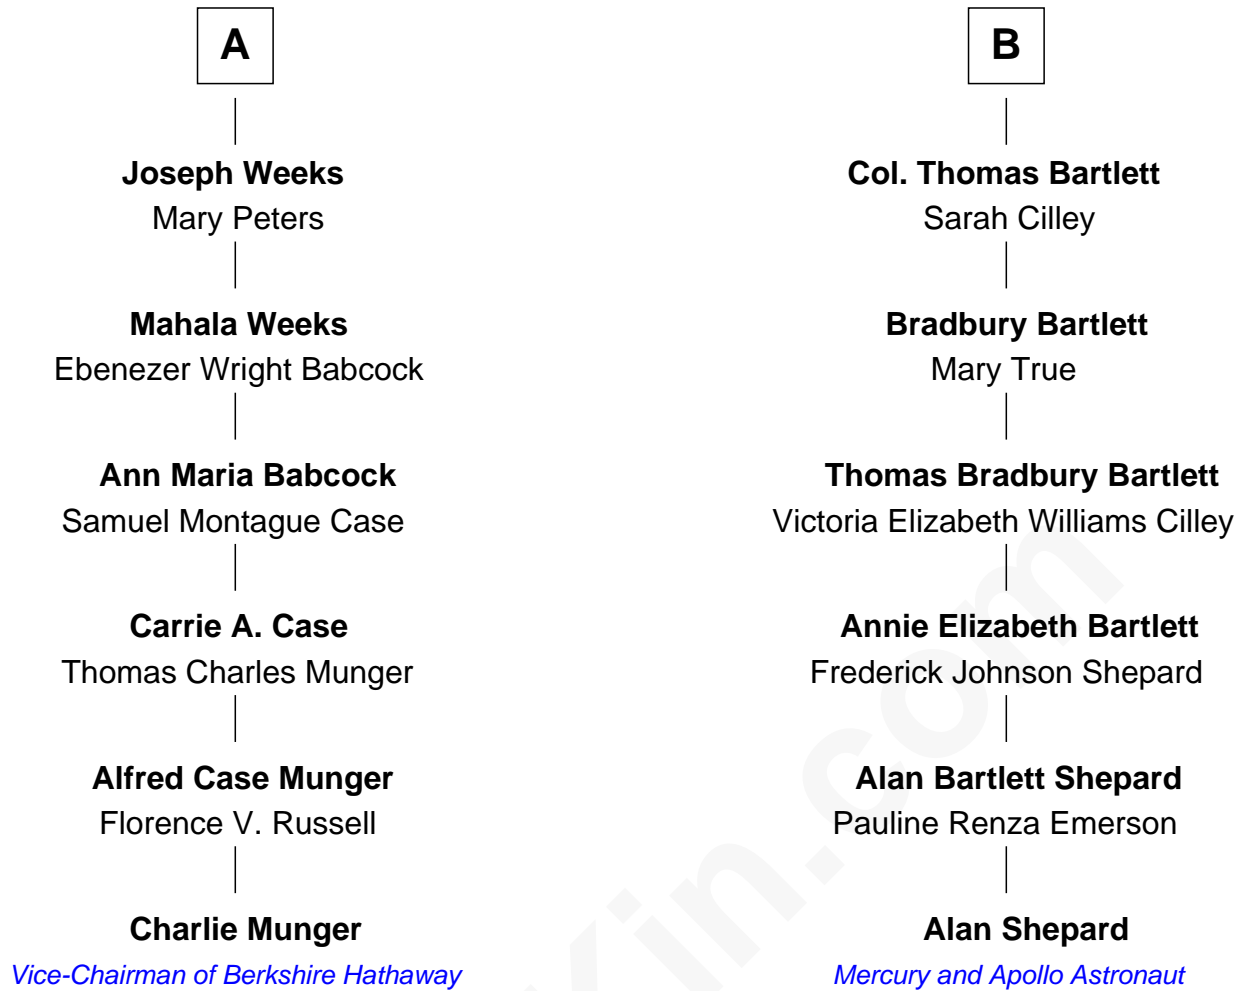 A
Joseph Weeks
Mary Peters
Mahala Weeks
Ebenezer Wright Babcock
Ann Maria Babcock
Samuel Montague Case
Carrie A. Case
Thomas Charles Munger
Alfred Case Munger
Florence V. Russell
Charlie Munger
Vice-Chairman of Berkshire Hathaway
B
Col. Thomas Bartlett
Sarah Cilley
Bradbury Bartlett
Mary True
Thomas Bradbury Bartlett
Victoria Elizabeth Williams Cilley
Annie Elizabeth Bartlett
Frederick Johnson Shepard
Alan Bartlett Shepard
Pauline Renza Emerson
Alan Shepard
Mercury and Apollo Astronaut
Kin.com